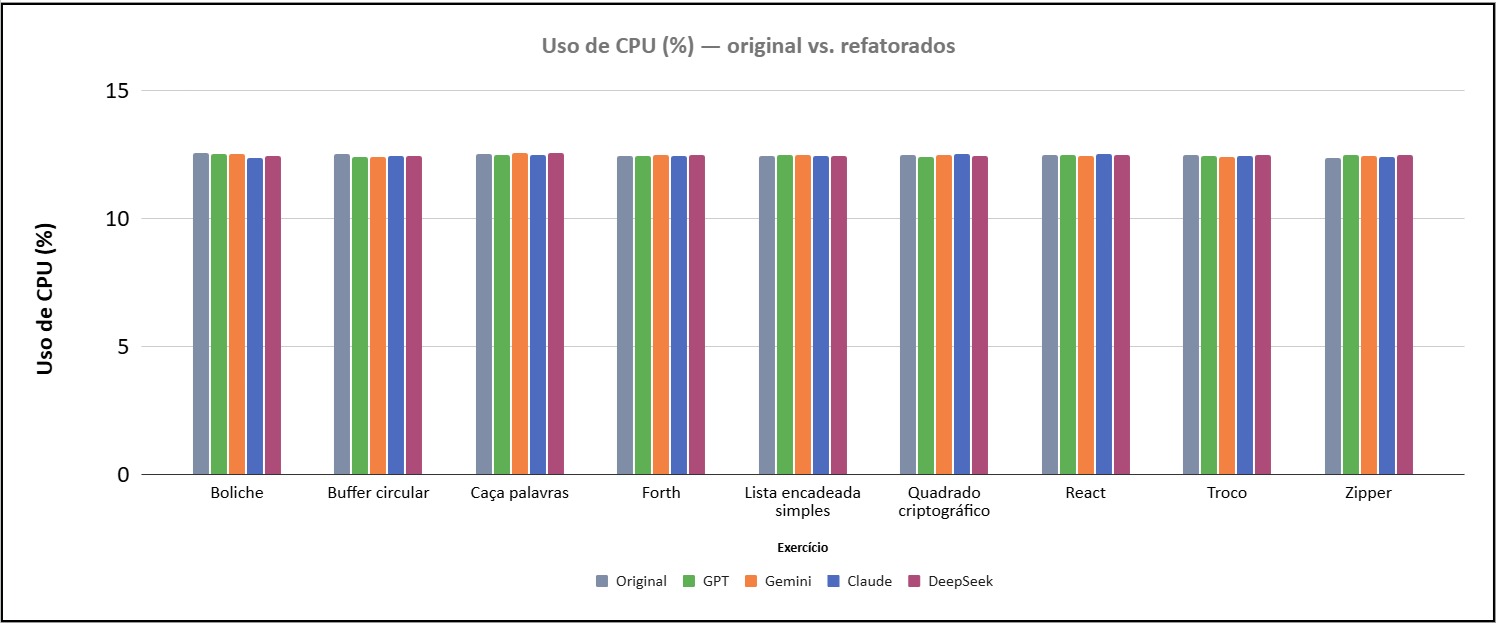 Uso de CPU (%) — original vs. refatorados
15
10
5
0
Uso de CPU (%)
Boliche
Buffer circular
Caça palavras
Forth
Lista encadeada
simples
Quadrado
criptográfico
React
Troco
Zipper
Exercício
Original
GPT
Gemini
Claude
DeepSeek